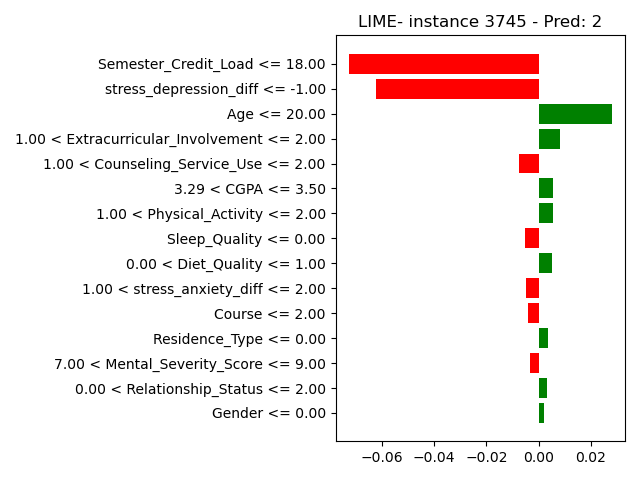 LIME- instance 3745 - Pred: 2
Semester_Credit_Load <= 18.00
stress_depression_diff <= -1.00
Age <= 20.00
1.00 < Extracurricular_Involvement <= 2.00
1.00 < Counseling_Service_Use <= 2.00
3.29 < CGPA <= 3.50
1.00 < Physical_Activity <= 2.00
Sleep_Quality <= 0.00
0.00 < Diet_Quality <= 1.00
1.00 < stress_anxiety_diff <= 2.00
Course <= 2.00
Residence_Type <= 0.00
7.00 < Mental_Severity_Score <= 9.00
0.00 < Relationship_Status <= 2.00
Gender <= 0.00
−0.06 −0.04 −0.02 0.00 0.02